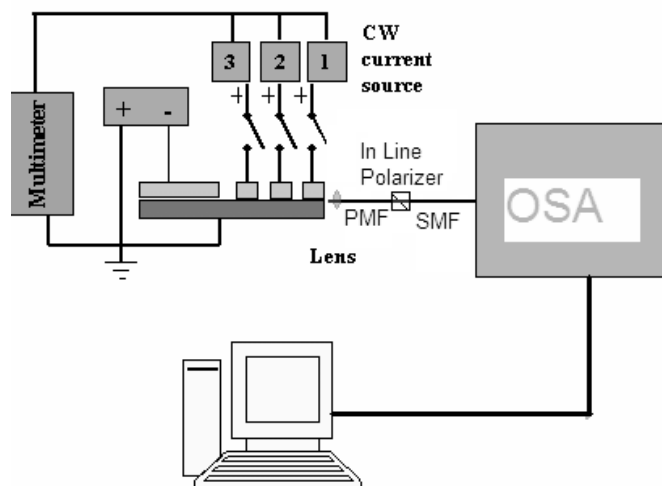 CW
current
source
3 2 1
+ + +
+ -
Multimeter
In Line
Polarizer
PMF
SMF
OSA
Lens